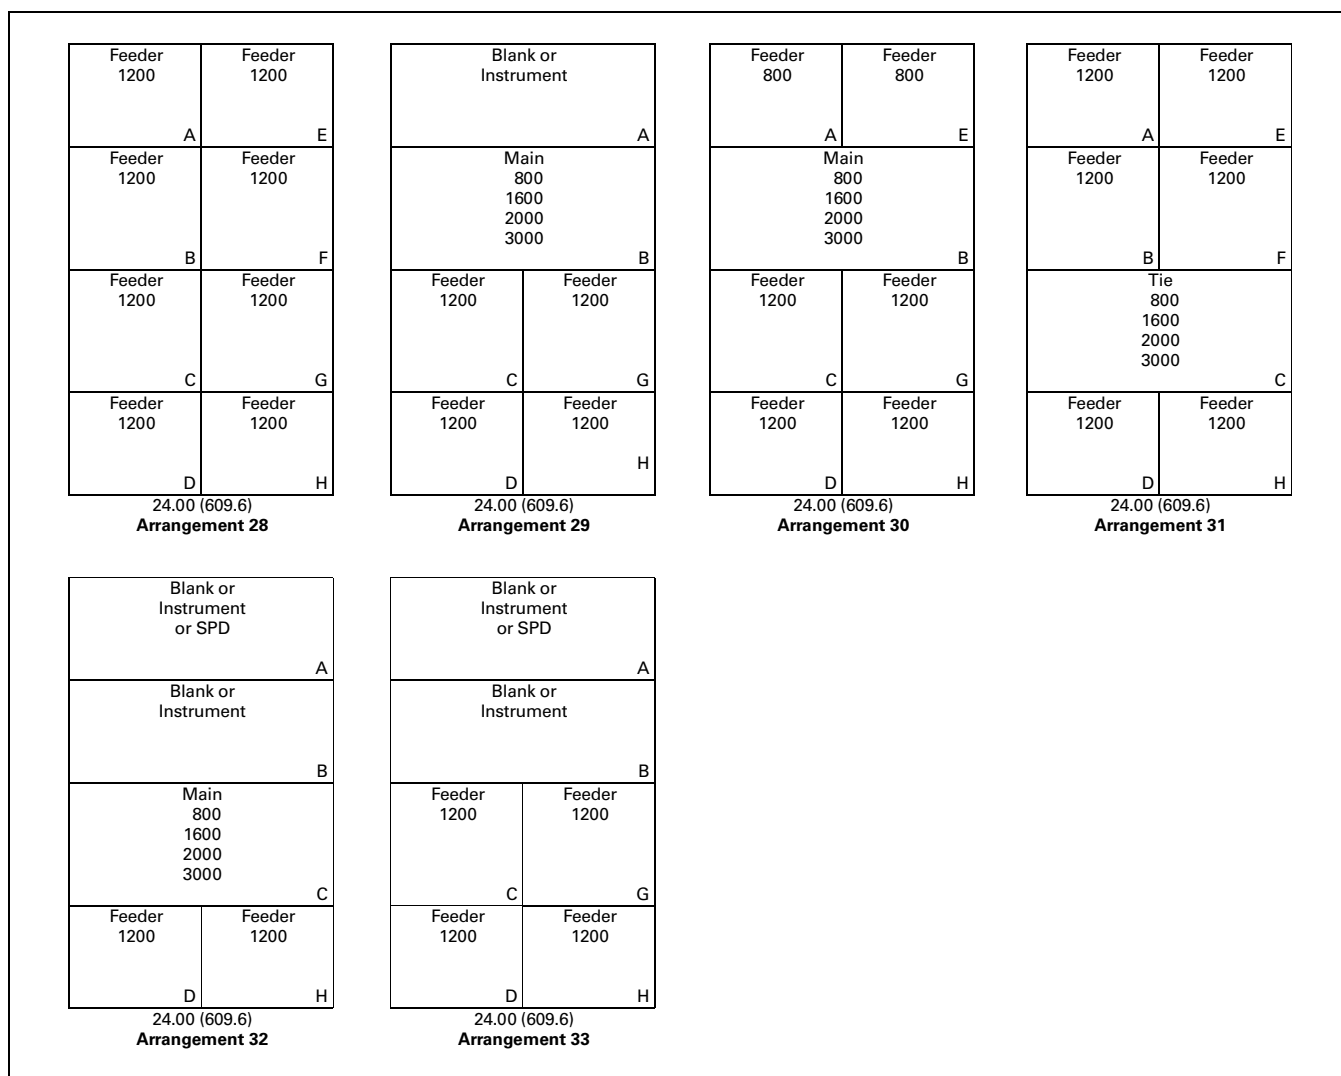 Feeder
1200
A
Feeder
1200
E
Feeder
1200
B
Feeder
1200
F
Feeder
1200
C
Feeder
1200
G
Feeder
1200
D
Feeder
1200
H
24.00 (609.6)
Arrangement 28
Blank or
Instrument
A
Main
800
1600
2000
3000
B
Feeder
1200
C
Feeder
1200
G
Feeder
1200
D
Feeder
1200
H
24.00 (609.6)
Arrangement 29
Feeder
800
A
Feeder
800
E
Main
800
1600
2000
3000
B
Feeder
1200
C
Feeder
1200
G
Feeder
1200
D
Feeder
1200
H
24.00 (609.6)
Arrangement 30
Feeder
1200
A
Feeder
1200
E
Feeder
1200
B
Feeder
1200
F
Tie
800
1600
2000
3000
C
Feeder
1200
D
Feeder
1200
H
24.00 (609.6)
Arrangement 31
Blank or
Instrument
or SPD
A
Blank or
Instrument
B
Main
800
1600
2000
3000
C
Feeder
1200
D
Feeder
1200
H
24.00 (609.6)
Arrangement 32
Blank or
Instrument
or SPD
A
Blank or
Instrument
B
Feeder
1200
C
Feeder
1200
G
Feeder
1200
D
Feeder
1200
H
24.00 (609.6)
Arrangement 33